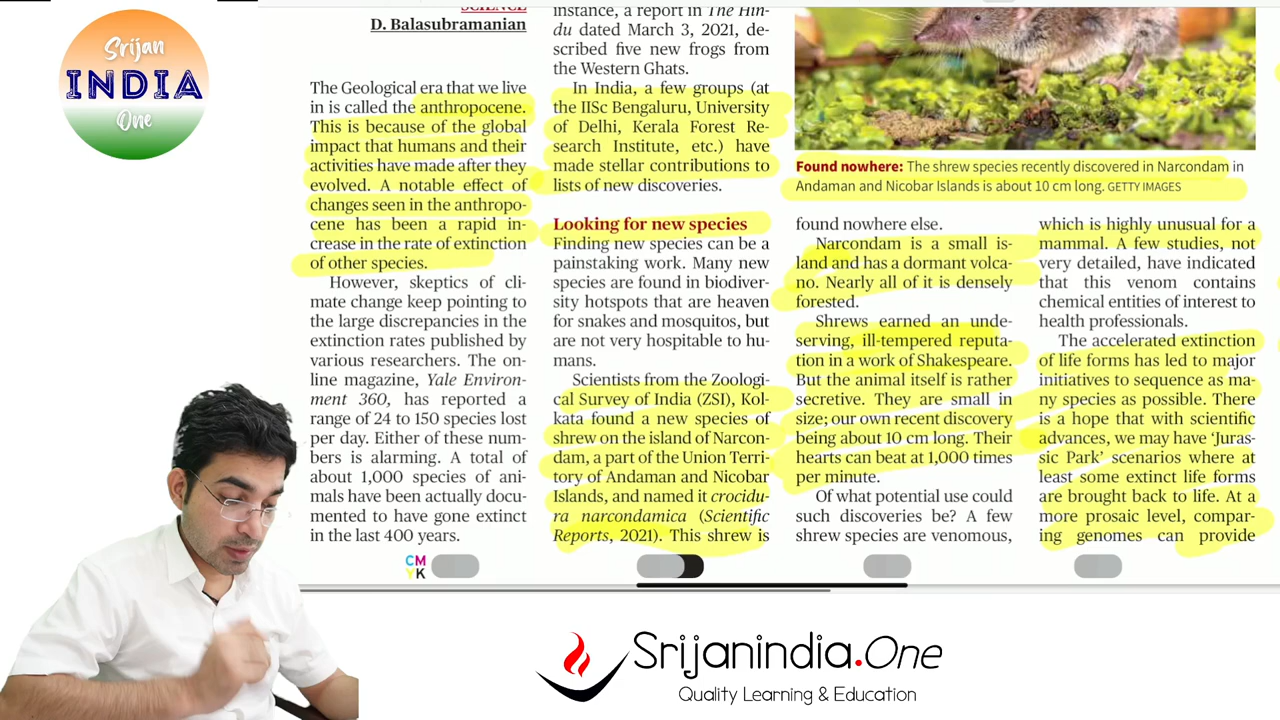 Srijan
INDIA
One
SCIENCE
D. Balasubramanian
The Geological era that we live
in is called the anthropocene.
This is because of the global
impact that humans and their
activities have made after they
evolved. A notable effect of
changes seen in the anthropo-
cene has been a rapid in-
crease in the rate of extinction
of other species.
However, skeptics of cli-
mate change keep pointing to
the large discrepancies in the
extinction rates published by
various researchers. The on-
line magazine, Yale Environ-
ment 360, has reported a
range of 24 to 150 species lost
per day. Either of these num-
bers is alarming. A total of
about 1,000 species of ani-
mals have been actually docu-
mented to have gone extinct
in the last 400 years.
instance, a report in The Hin-
du dated March 3, 2021, de-
scribed five new frogs from
the Western Ghats.
In India, a few groups (at
the IISc Bengaluru, University
of Delhi, Kerala Forest Re-
search Institute, etc.) have
made stellar contributions to
lists of new discoveries.
Looking for new species
Finding new species can be a
painstaking work. Many new
species are found in biodiver-
sity hotspots that are heaven
for snakes and mosquitos, but
are not very hospitable to hu-
mans.
Scientists from the Zoologi-
cal Survey of India (ZSI), Kol-
kata found a new species of
shrew on the island of Narcon-
dam, a part of the Union Terri-
tory of Andaman and Nicobar
Islands, and named it crocidu-
ra narcondamica (Scientific
Reports, 2021). This shrew is
Found nowhere: The shrew species recently discovered in Narcondam in
Andaman and Nicobar Islands is about 10 cm long. GETTY IMAGES
found nowhere else.
Narcondam is a small is-
land and has a dormant volca-
no. Nearly all of it is densely
forested.
Shrews earned an unde-
serving, ill-tempered reputa-
tion in a work of Shakespeare.
But the animal itself is rather
secretive. They are small in
size; our own recent discovery
being about 10 cm long. Their
hearts can beat at 1,000 times
per minute.
Of what potential use could
such discoveries be? A few
shrew species are venomous,
which is highly unusual for a
mammal. A few studies, not
very detailed, have indicated
that this venom contains
chemical entities of interest to
health professionals.
The accelerated extinction
of life forms has led to major
initiatives to sequence as ma-
ny species as possible. There
is a hope that with scientific
advances, we may have 'Juras-
sic Park' scenarios where at
least some extinct life forms
are brought back to life. At a
more prosaic level, compar-
ing genomes can provide
CM
YK
Srijanindia.One
Quality Learning & Education